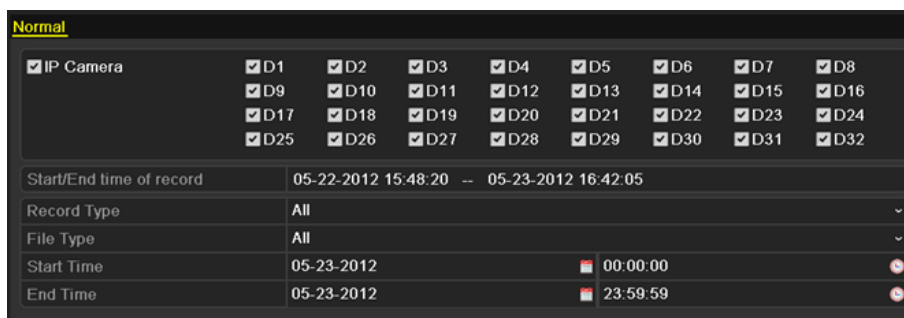 Normal
IP Camera D1 D2 D3 D4 D5 D6 D7 D8
D9 D10 D11 D12 D13 D14 D15 D16
D17 D18 D19 D20 D21 D22 D23 D24
D25 D26 D27 D28 D29 D30 D31 D32
Start/End time of record 05-22-2012 15:48:20 -- 05-23-2012 16:42:05
Record Type All
File Type All
Start Time 05-23-2012 00:00:00
End Time 05-23-2012 23:59:59